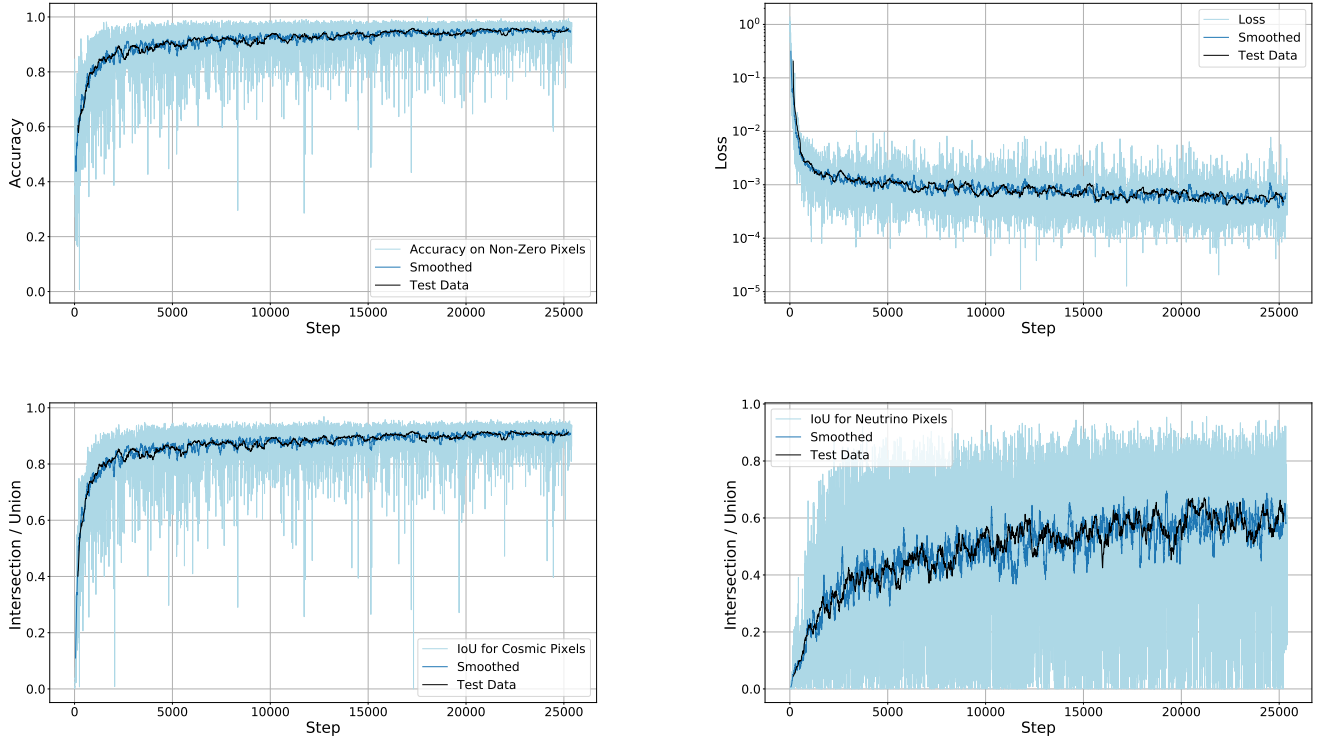 1.0
0.8
0.6
0.4
0.2
0.0
Accuracy
Accuracy on Non-Zero Pixels
Smoothed
Test Data
0 5000 10000 15000 20000 25000
Step
10⁰
10⁻¹
10⁻²
10⁻³
10⁻⁴
10⁻⁵
Loss
Loss
Smoothed
Test Data
0 5000 10000 15000 20000 25000
Step
1.0
0.8
0.6
0.4
0.2
0.0
Intersection / Union
IoU for Cosmic Pixels
Smoothed
Test Data
0 5000 10000 15000 20000 25000
Step
1.0
0.8
0.6
0.4
0.2
0.0
Intersection / Union
IoU for Neutrino Pixels
Smoothed
Test Data
0 5000 10000 15000 20000 25000
Step